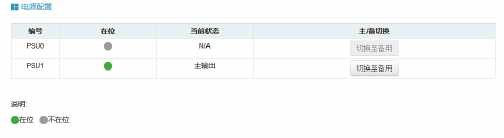 电源配置
编号 在位 当前状态 主/备切换
PSU0 N/A 切换至备用
PSU1 主输出 切换至备用
说明
在位 不在位